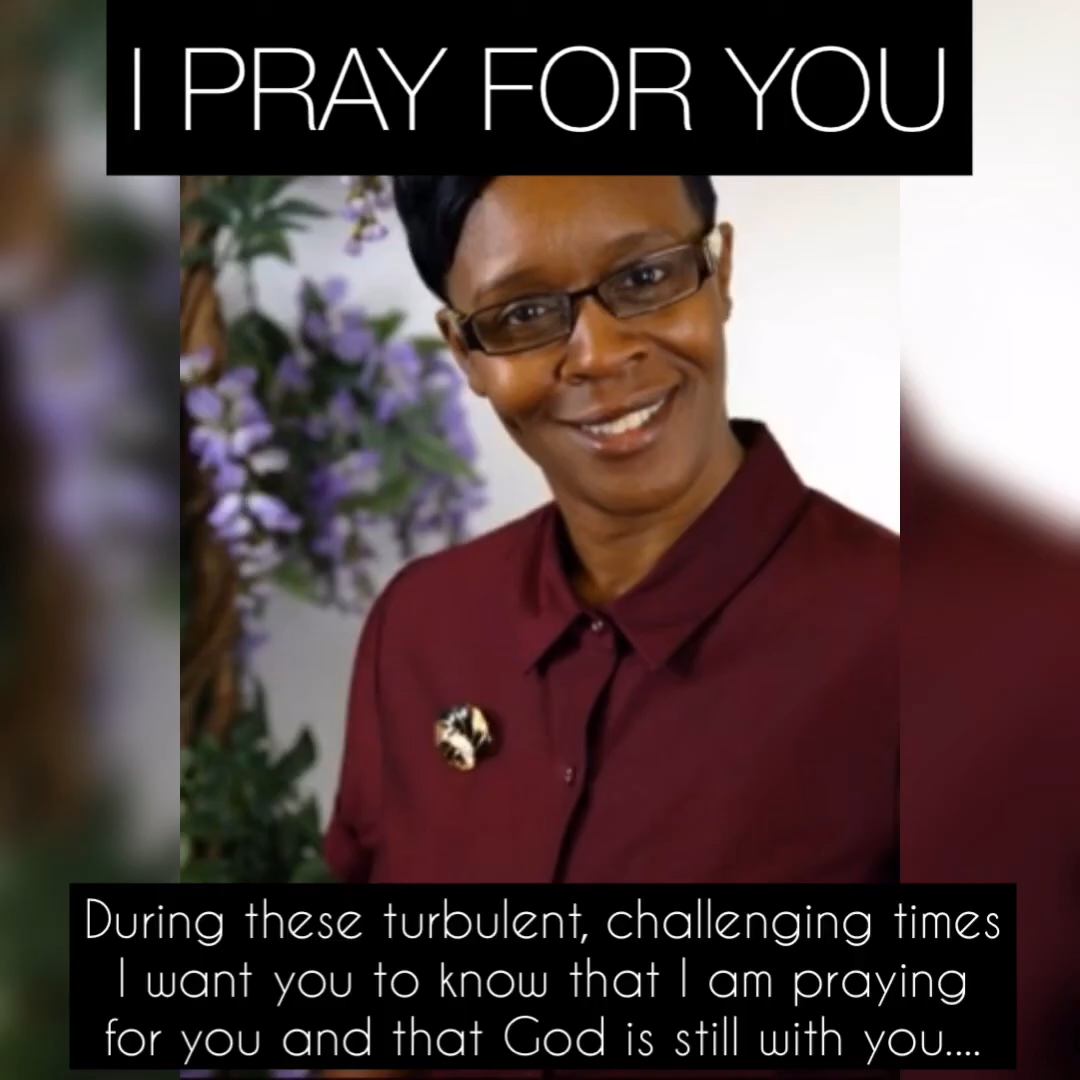 I PRAY FOR YOU
During these turbulent, challenging times
I want you to know that I am praying
for you and that God is still with you....